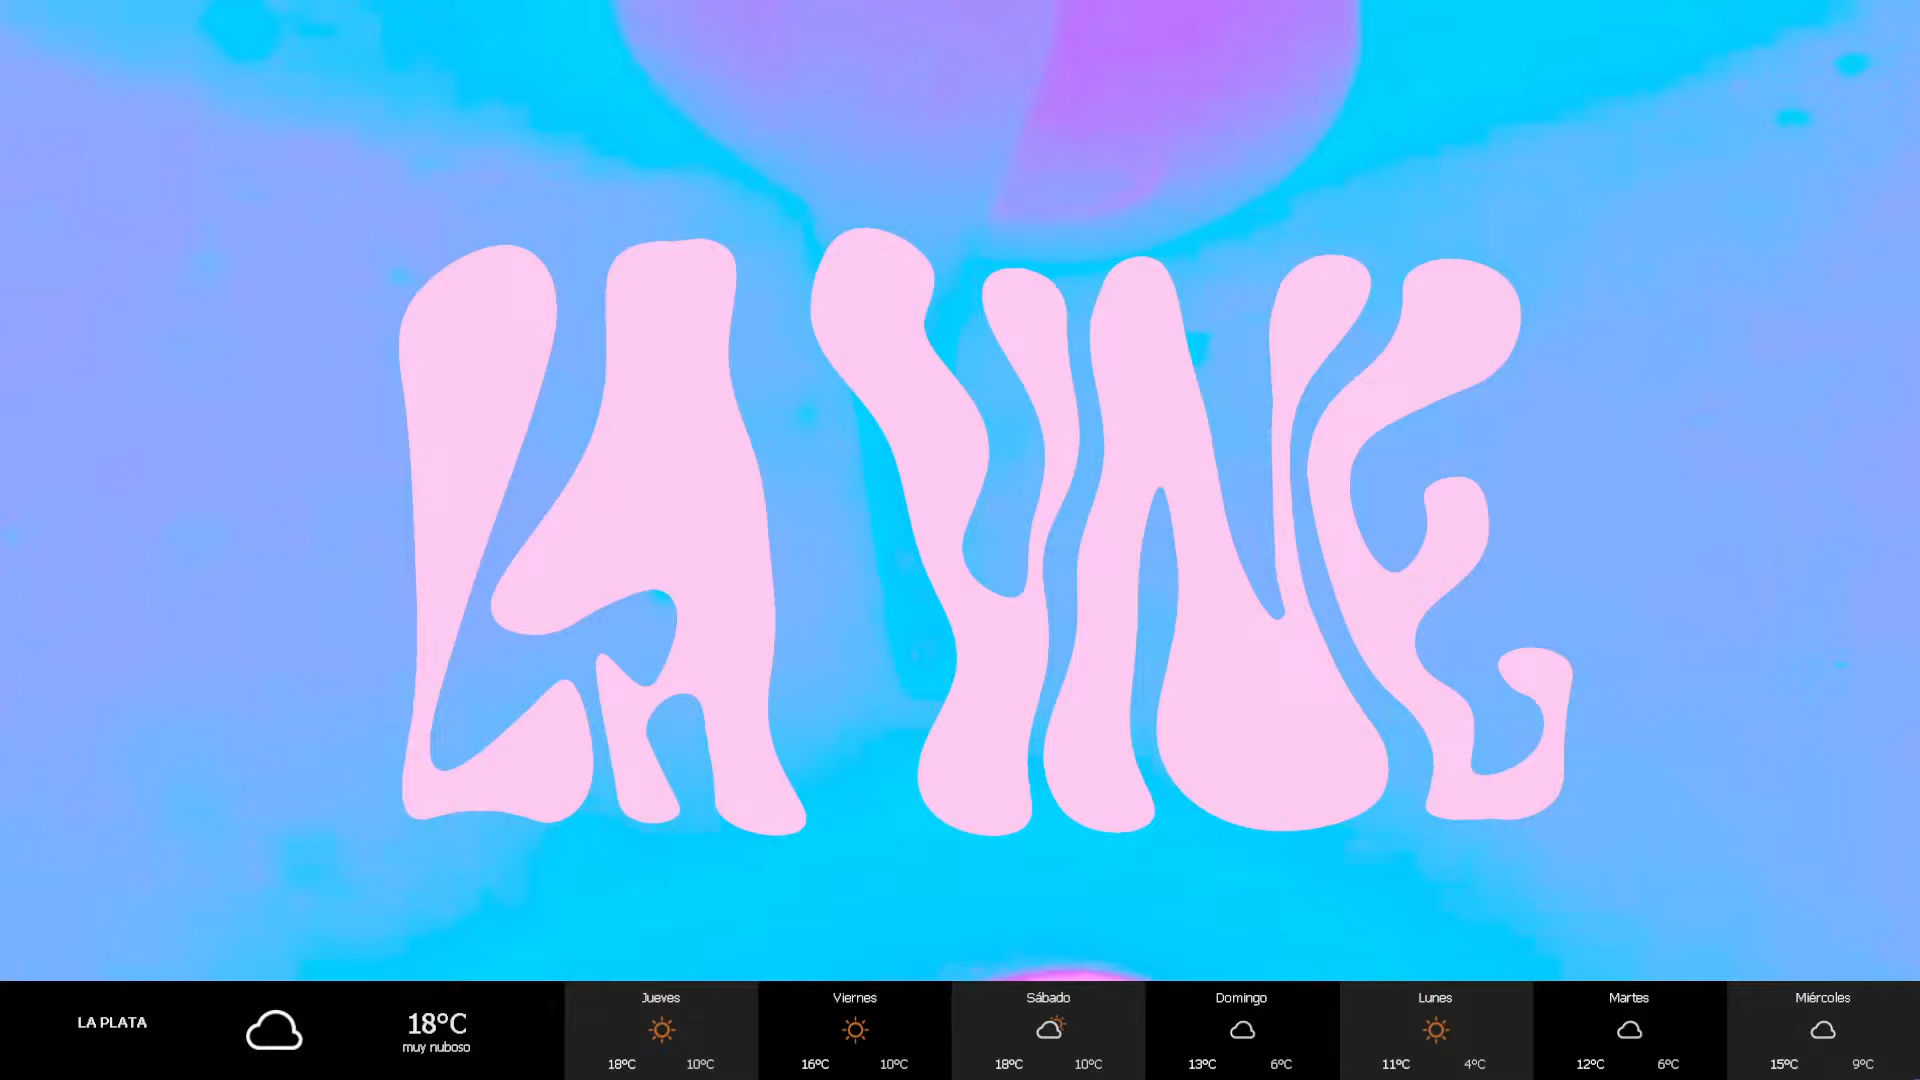 LA YNE
LA PLATA
18°C
muy nuboso
Jueves
18°C 10°C
Viernes
16°C 10°C
Sábado
18°C 10°C
Domingo
13°C 6°C
Lunes
11°C 4°C
Martes
12°C 6°C
Miércoles
15°C 9°C